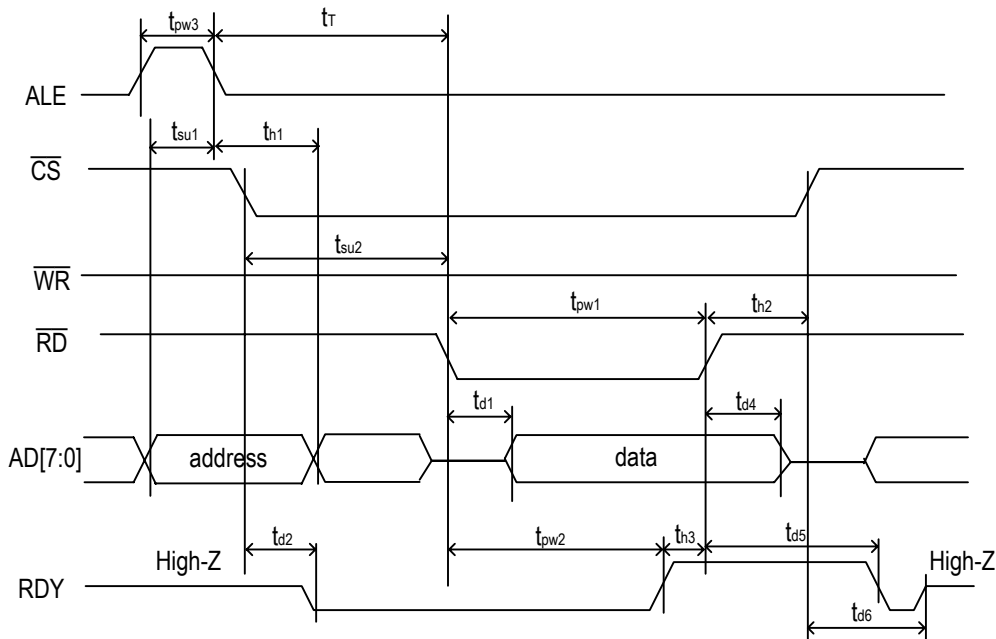 tpw3 tT
ALE
tsu1 th1
CS
tsu2
WR
tpw1 th2
RD
td1 td4
AD[7:0] address data
td2 tpw2 th3 td5
High-Z High-Z
RDY
td6